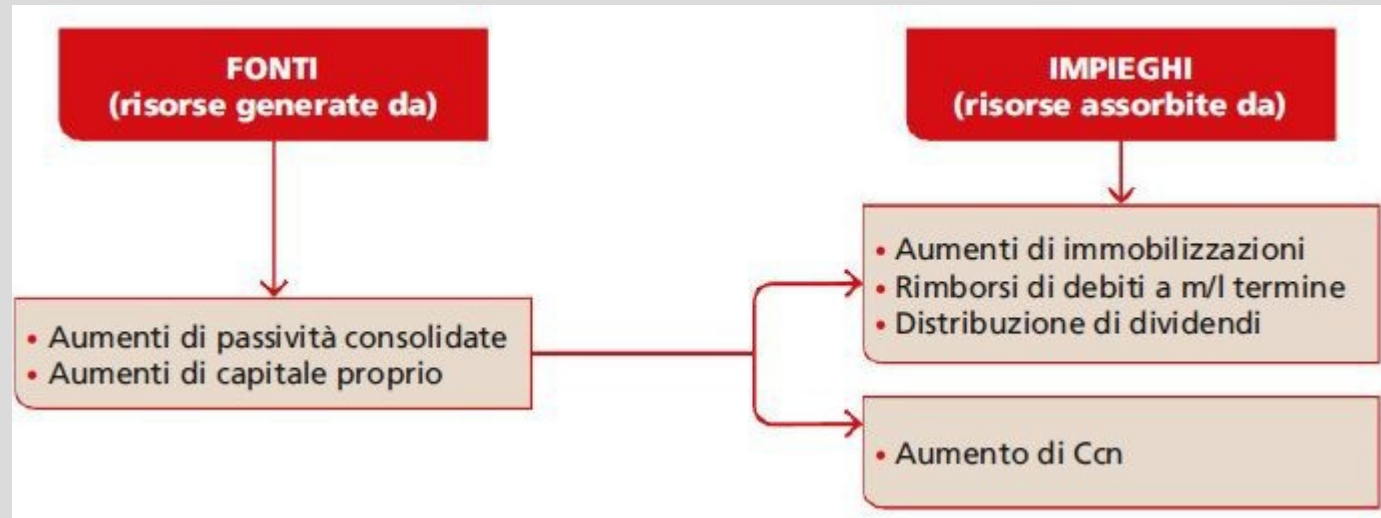 FONTI
(risorse generate da)
IMPIEGHI
(risorse assorbite da)
• Aumenti di passività consolidate
• Aumenti di capitale proprio
• Aumenti di immobilizzazioni
• Rimborsi di debiti a m/l termine
• Distribuzione di dividendi
• Aumento di Ccn